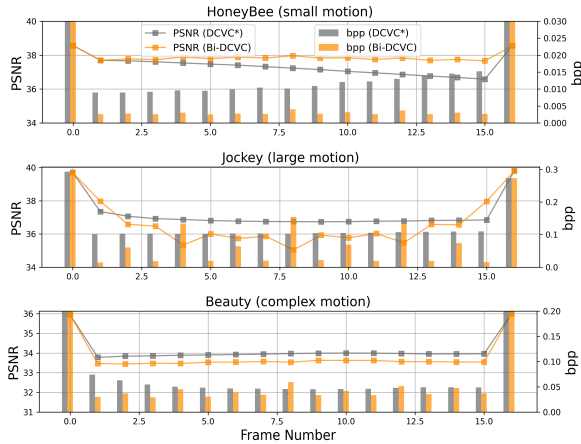 HoneyBee (small motion)
PSNR (DCVC*)
PSNR (Bi-DCVC)
bpp (DCVC*)
bpp (Bi-DCVC)
PSNR
40
38
36
34
0.030
0.025
0.020
0.015
0.010
0.005
0.000
bpp
0.0 2.5 5.0 7.5 10.0 12.5 15.0
Jockey (large motion)
PSNR
40
38
36
34
0.3
0.2
0.1
0.0
bpp
0.0 2.5 5.0 7.5 10.0 12.5 15.0
Beauty (complex motion)
PSNR
36
35
34
33
32
31
0.20
0.15
0.10
0.05
0.00
bpp
0.0 2.5 5.0 7.5 10.0 12.5 15.0
Frame Number